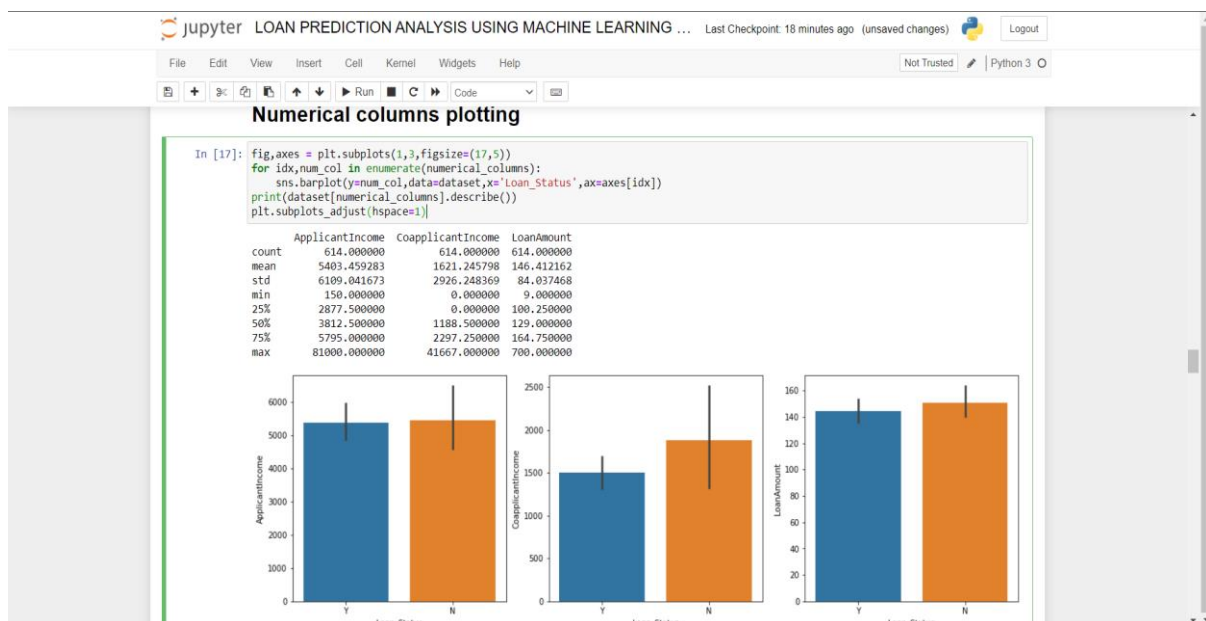 jupyter LOAN PREDICTION ANALYSIS USING MACHINE LEARNING ... Last Checkpoint: 18 minutes ago (unsaved changes) Logout
File Edit View Insert Cell Kernel Widgets Help Not Trusted Python 3
Run Code
Numerical columns plotting
In [17]: fig,axes = plt.subplots(1,3,figsize=(17,5))
for idx,num_col in enumerate(numerical_columns):
sns.barplot(y=num_col,data=dataset,x='Loan_Status',ax=axes[idx])
print(dataset[numerical_columns].describe())
plt.subplots_adjust(hspace=1)
ApplicantIncome CoapplicantIncome LoanAmount
count 614.000000 614.000000 614.000000
mean 5403.459283 1621.245798 146.412162
std 6109.041673 2926.248369 84.037468
min 150.000000 0.000000 9.000000
25% 2877.500000 0.000000 100.250000
50% 3812.500000 1188.500000 129.000000
75% 5795.000000 2297.250000 164.750000
max 81000.000000 41667.000000 700.000000
ApplicantIncome
6000
5000
4000
3000
2000
1000
0
Y N
CoapplicantIncome
2500
2000
1500
1000
500
0
Y N
LoanAmount
160
140
120
100
80
60
40
20
0
Y N